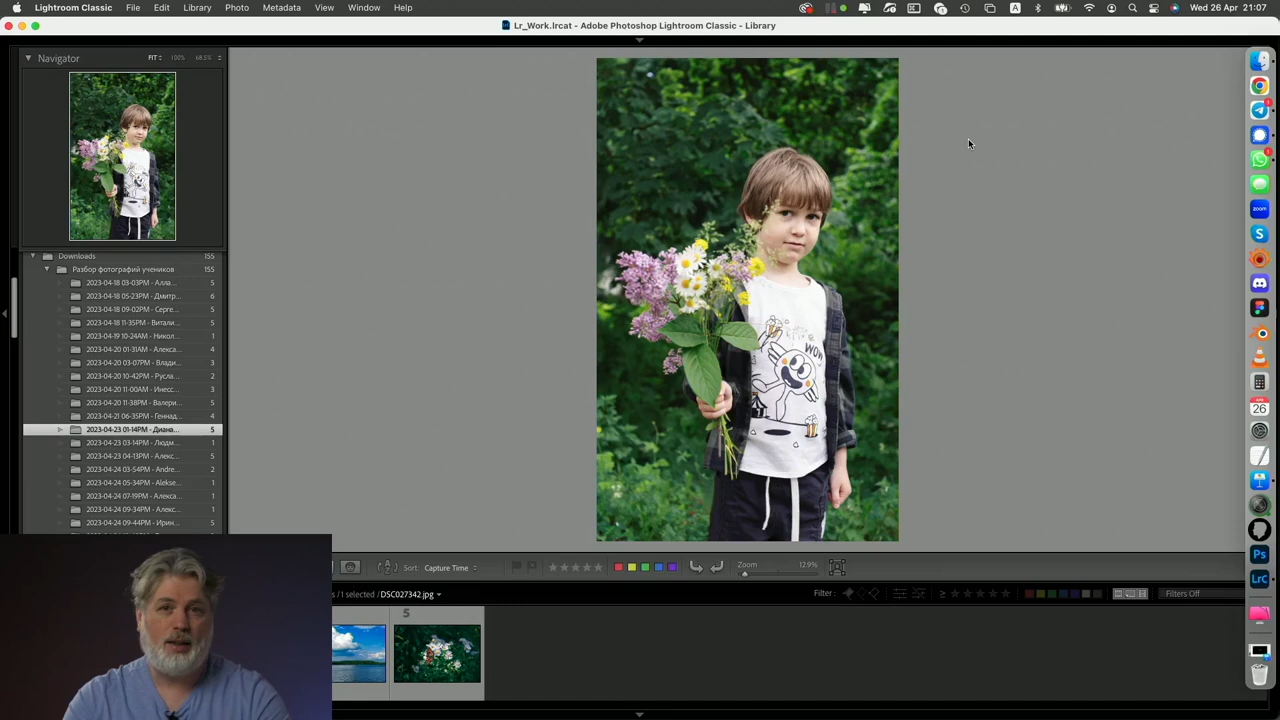 Lightroom Classic File Edit Library Photo Metadata View Window Help Wed 26 Apr 21:07
Lr_Work.lrcat - Adobe Photoshop Lightroom Classic - Library
Navigator FIT 100% 68.5%
WOW
Downloads 155
Разбор фотографий учеников 155
2023-04-18 03-03PM - Алла... 5
2023-04-18 05-23PM - Дмитр... 6
2023-04-18 09-02PM - Серге... 5
2023-04-18 11-35PM - Витали... 5
2023-04-19 10-24AM - Никол... 1
2023-04-20 01-31AM - Алекса... 4
2023-04-20 03-07PM - Влади... 3
2023-04-20 10-42PM - Русла... 2
2023-04-20 11-00AM - Инесс... 3
2023-04-20 11-38PM - Валери... 5
2023-04-21 06-35PM - Геннад... 4
2023-04-23 01-14PM - Диана... 5
2023-04-23 03-14PM - Людм... 1
2023-04-23 04-13PM - Алекс... 5
2023-04-24 03-54PM - Andre... 2
2023-04-24 05-34PM - Alekse... 1
2023-04-24 07-19PM - Алекса... 1
2023-04-24 09-34PM - Алекс... 1
2023-04-24 09-44PM - Ирин... 5
zoom
APR
26
Ps
LrC
Sort: Capture Time Zoom 12.9%
/ 1 selected / DSC027342.jpg Filter : Filters Off
5